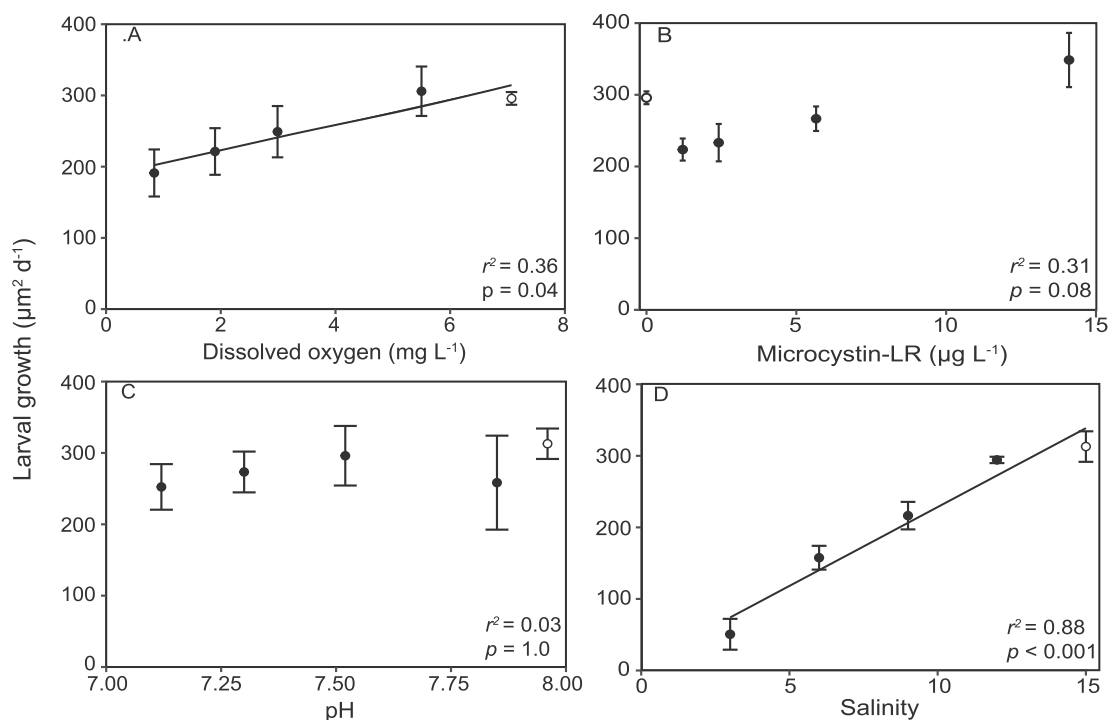 Larval growth (µm² d⁻¹)
.A
400
300
200
100
0
r² = 0.36
p = 0.04
0 2 4 6 8
Dissolved oxygen (mg L⁻¹)
B
400
300
200
100
0
r² = 0.31
p = 0.08
0 5 10 15
Microcystin-LR (µg L⁻¹)
C
400
300
200
100
0
r² = 0.03
p = 1.0
7.00 7.25 7.50 7.75 8.00
pH
D
400
300
200
100
0
r² = 0.88
p < 0.001
0 5 10 15
Salinity